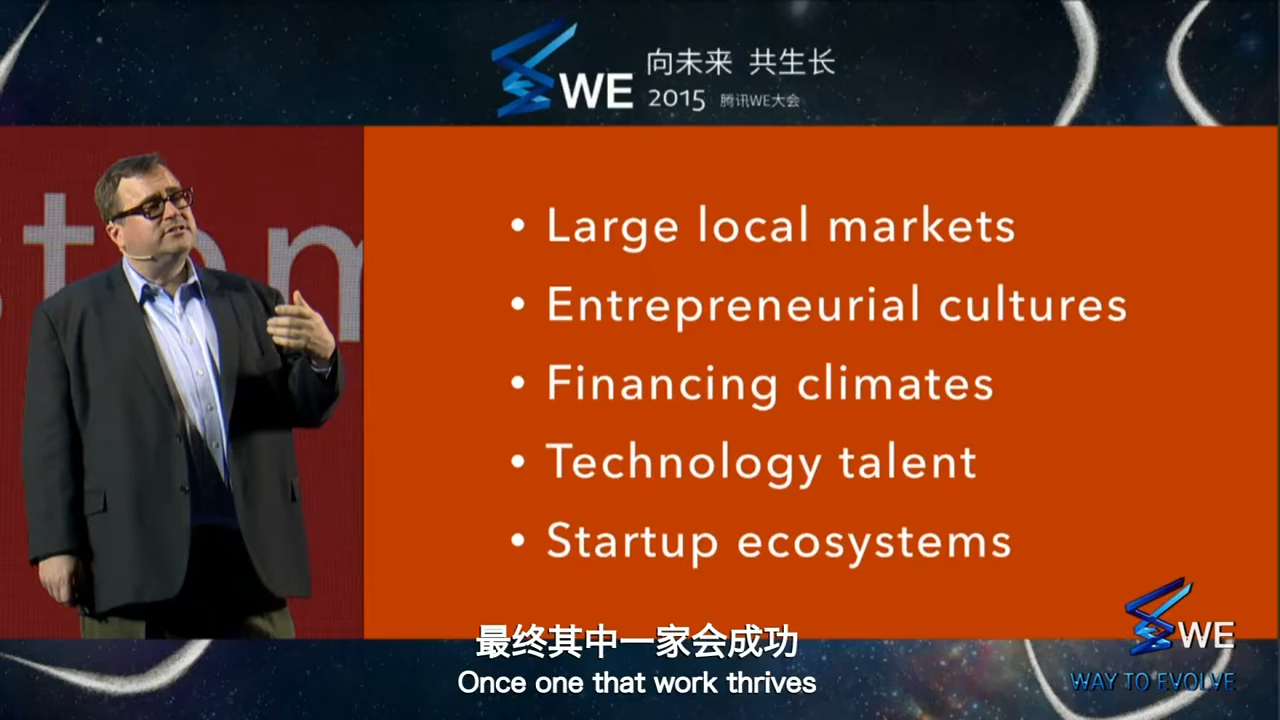 WE
向未来 共生长
2015 腾讯WE大会
stem
• Large local markets
• Entrepreneurial cultures
• Financing climates
• Technology talent
• Startup ecosystems
最终其中一家会成功
Once one that work thrives
WE
WAY TO EVOLVE